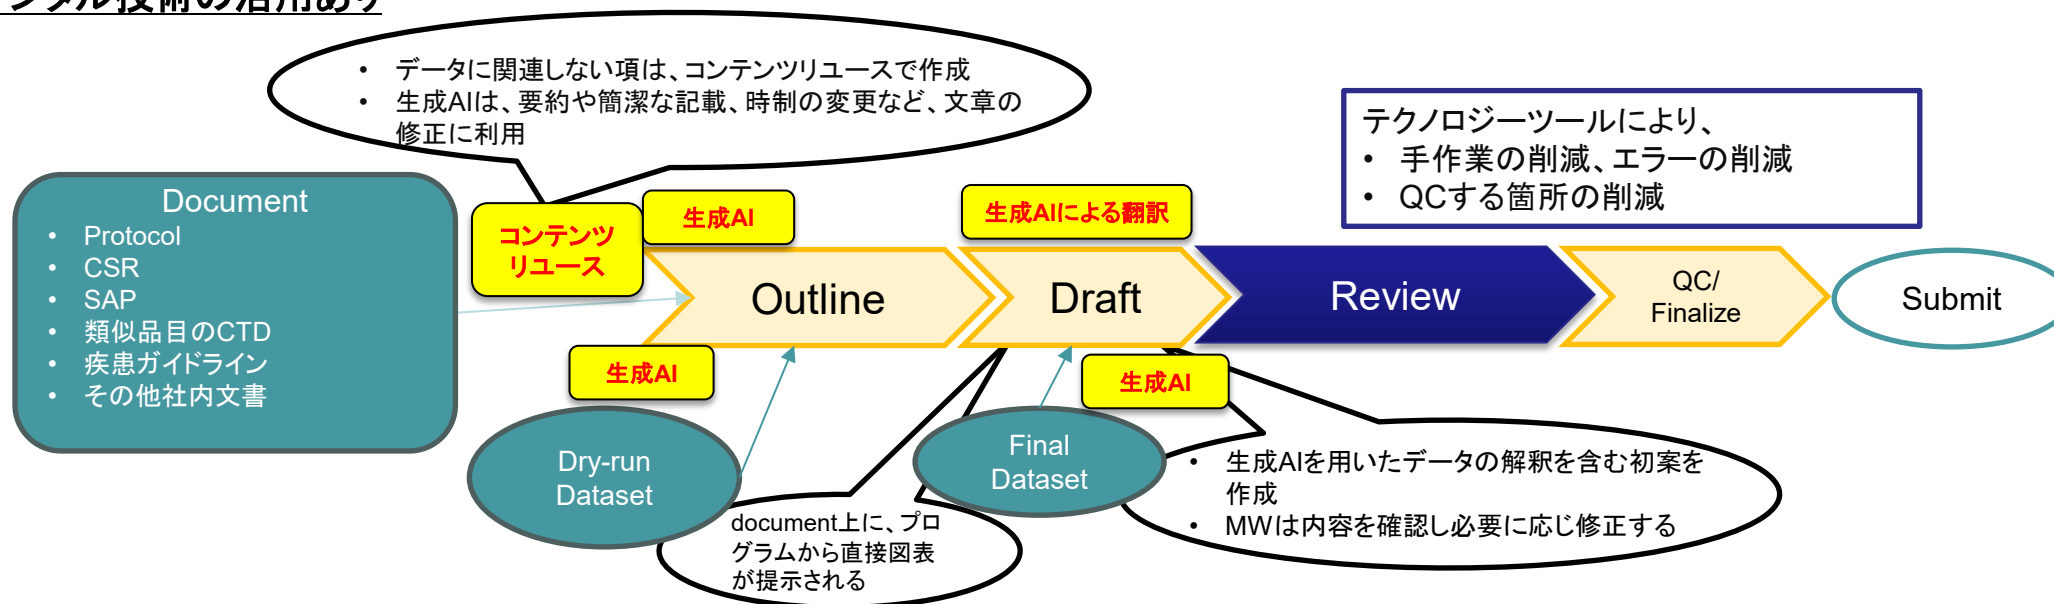 ンタル技術の活用あり
• データに関連しない項は、コンテンツリユースで作成
• 生成AIは、要約や簡潔な記載、時制の変更など、文章の
修正に利用
テクノロジーツールにより、
• 手作業の削減、エラーの削減
• QCする箇所の削減
Document
• Protocol
• CSR
• SAP
• 類似品目のCTD
• 疾患ガイドライン
• その他社内文書
コンテンツ
リユース
生成AI
生成AIによる翻訳
Outline
Draft
Review
QC/
Finalize
Submit
生成AI
生成AI
Dry-run
Dataset
Final
Dataset
document上に、プロ
グラムから直接図表
が提示される
• 生成AIを用いたデータの解釈を含む初案を
作成
• MWは内容を確認し必要に応じ修正する